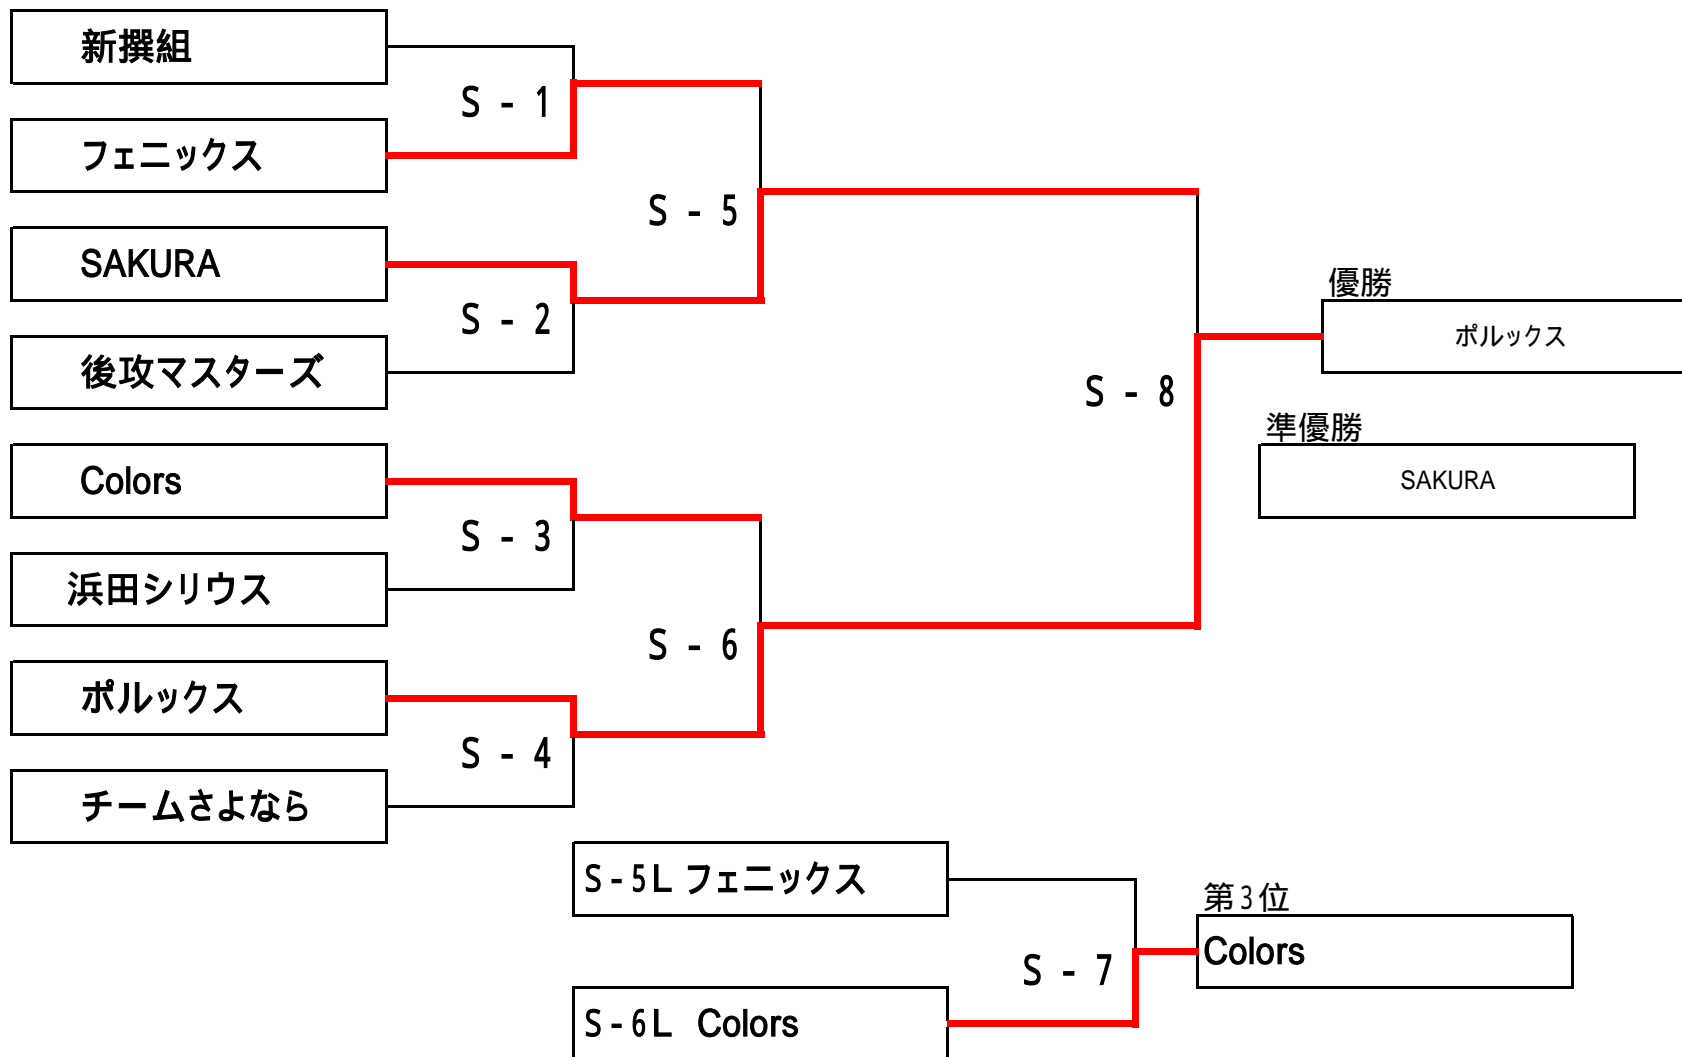 新撰組
S - 1
フェニックス
S - 5
SAKURA
S - 2
後攻マスターズ
優勝
ポルックス
S - 8
準優勝
SAKURA
Colors
S - 3
浜田シリウス
S - 6
ポルックス
S - 4
チームさよなら
S-5L フェニックス
第3位
Colors
S - 7
S-6L Colors